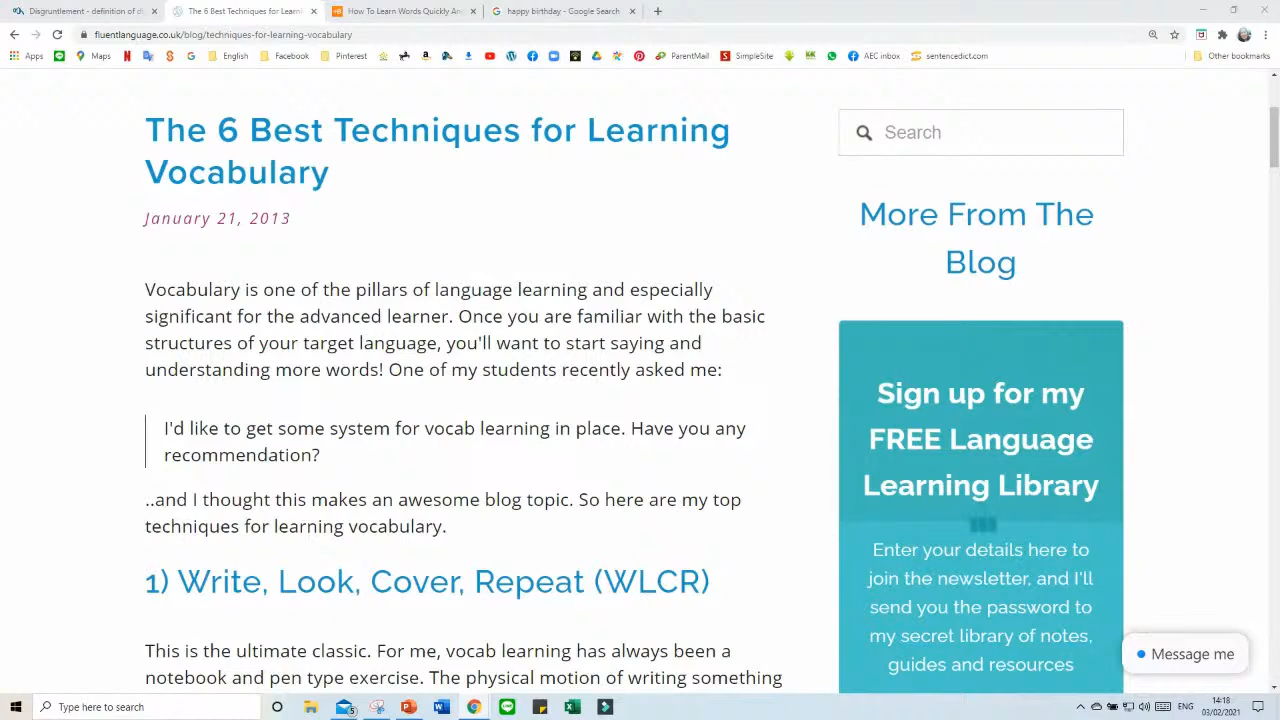 Disgruntlement - definition of di
The 6 Best Techniques for Learnin
How To Learn Words Quickly An
happy birthday - Google Search
fluentlanguage.co.uk/blog/techniques-for-learning-vocabulary
Apps
Maps
English
Facebook
Pinterest
ParentMail
SimpleSite
AEC inbox
sentencedict.com
Other bookmarks
The 6 Best Techniques for Learning
Vocabulary
January 21, 2013
Vocabulary is one of the pillars of language learning and especially
significant for the advanced learner. Once you are familiar with the basic
structures of your target language, you'll want to start saying and
understanding more words! One of my students recently asked me:
I'd like to get some system for vocab learning in place. Have you any
recommendation?
..and I thought this makes an awesome blog topic. So here are my top
techniques for learning vocabulary.
1) Write, Look, Cover, Repeat (WLCR)
This is the ultimate classic. For me, vocab learning has always been a
notebook and pen type exercise. The physical motion of writing something
Search
More From The
Blog
Sign up for my
FREE Language
Learning Library
Enter your details here to
join the newsletter, and I'll
send you the password to
my secret library of notes,
guides and resources
Message me
Type here to search
ENG
14:18
03/02/2021